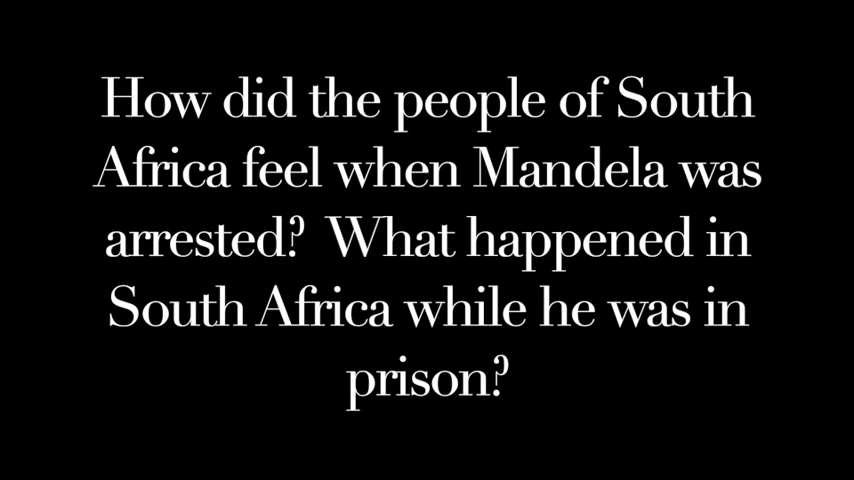 How did the people of South
Africa feel when Mandela was
arrested?  What happened in
South Africa while he was in
prison?